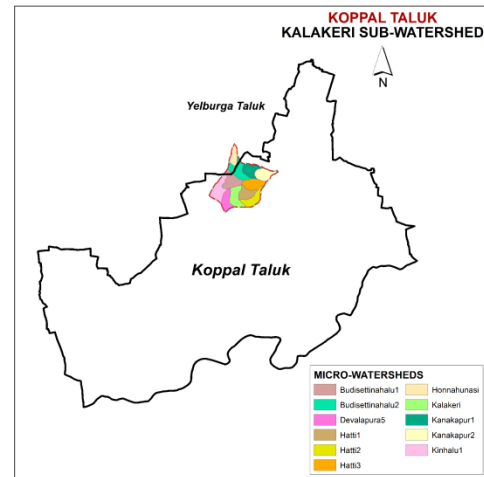 KOPPAL TALUK
KALAKERI SUB-WATERSHED
N
Yelburga Taluk
Koppal Taluk
MICRO-WATERSHEDS
Budisettinahalu1
Budisettinahalu2
Devalapura5
Hatti1
Hatti2
Hatti3
Honnahunasi
Kalakeri
Kanakapur1
Kanakapur2
Kinhalu1